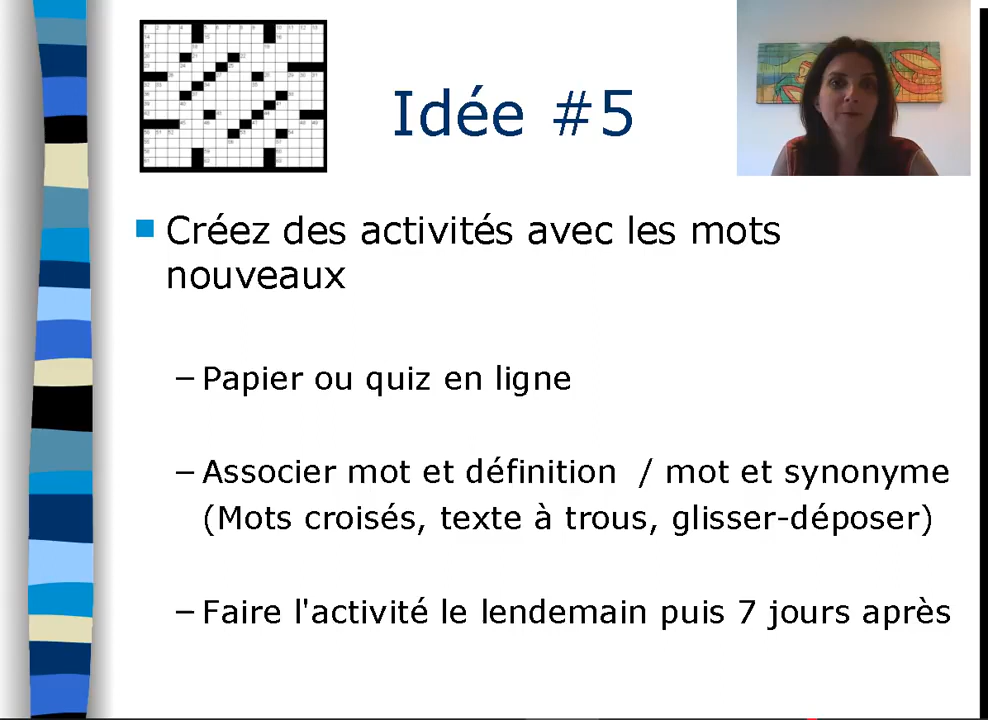 Idée #5
Créez des activités avec les mots
nouveaux
– Papier ou quiz en ligne
– Associer mot et définition / mot et synonyme
(Mots croisés, texte à trous, glisser-déposer)
– Faire l'activité le lendemain puis 7 jours après